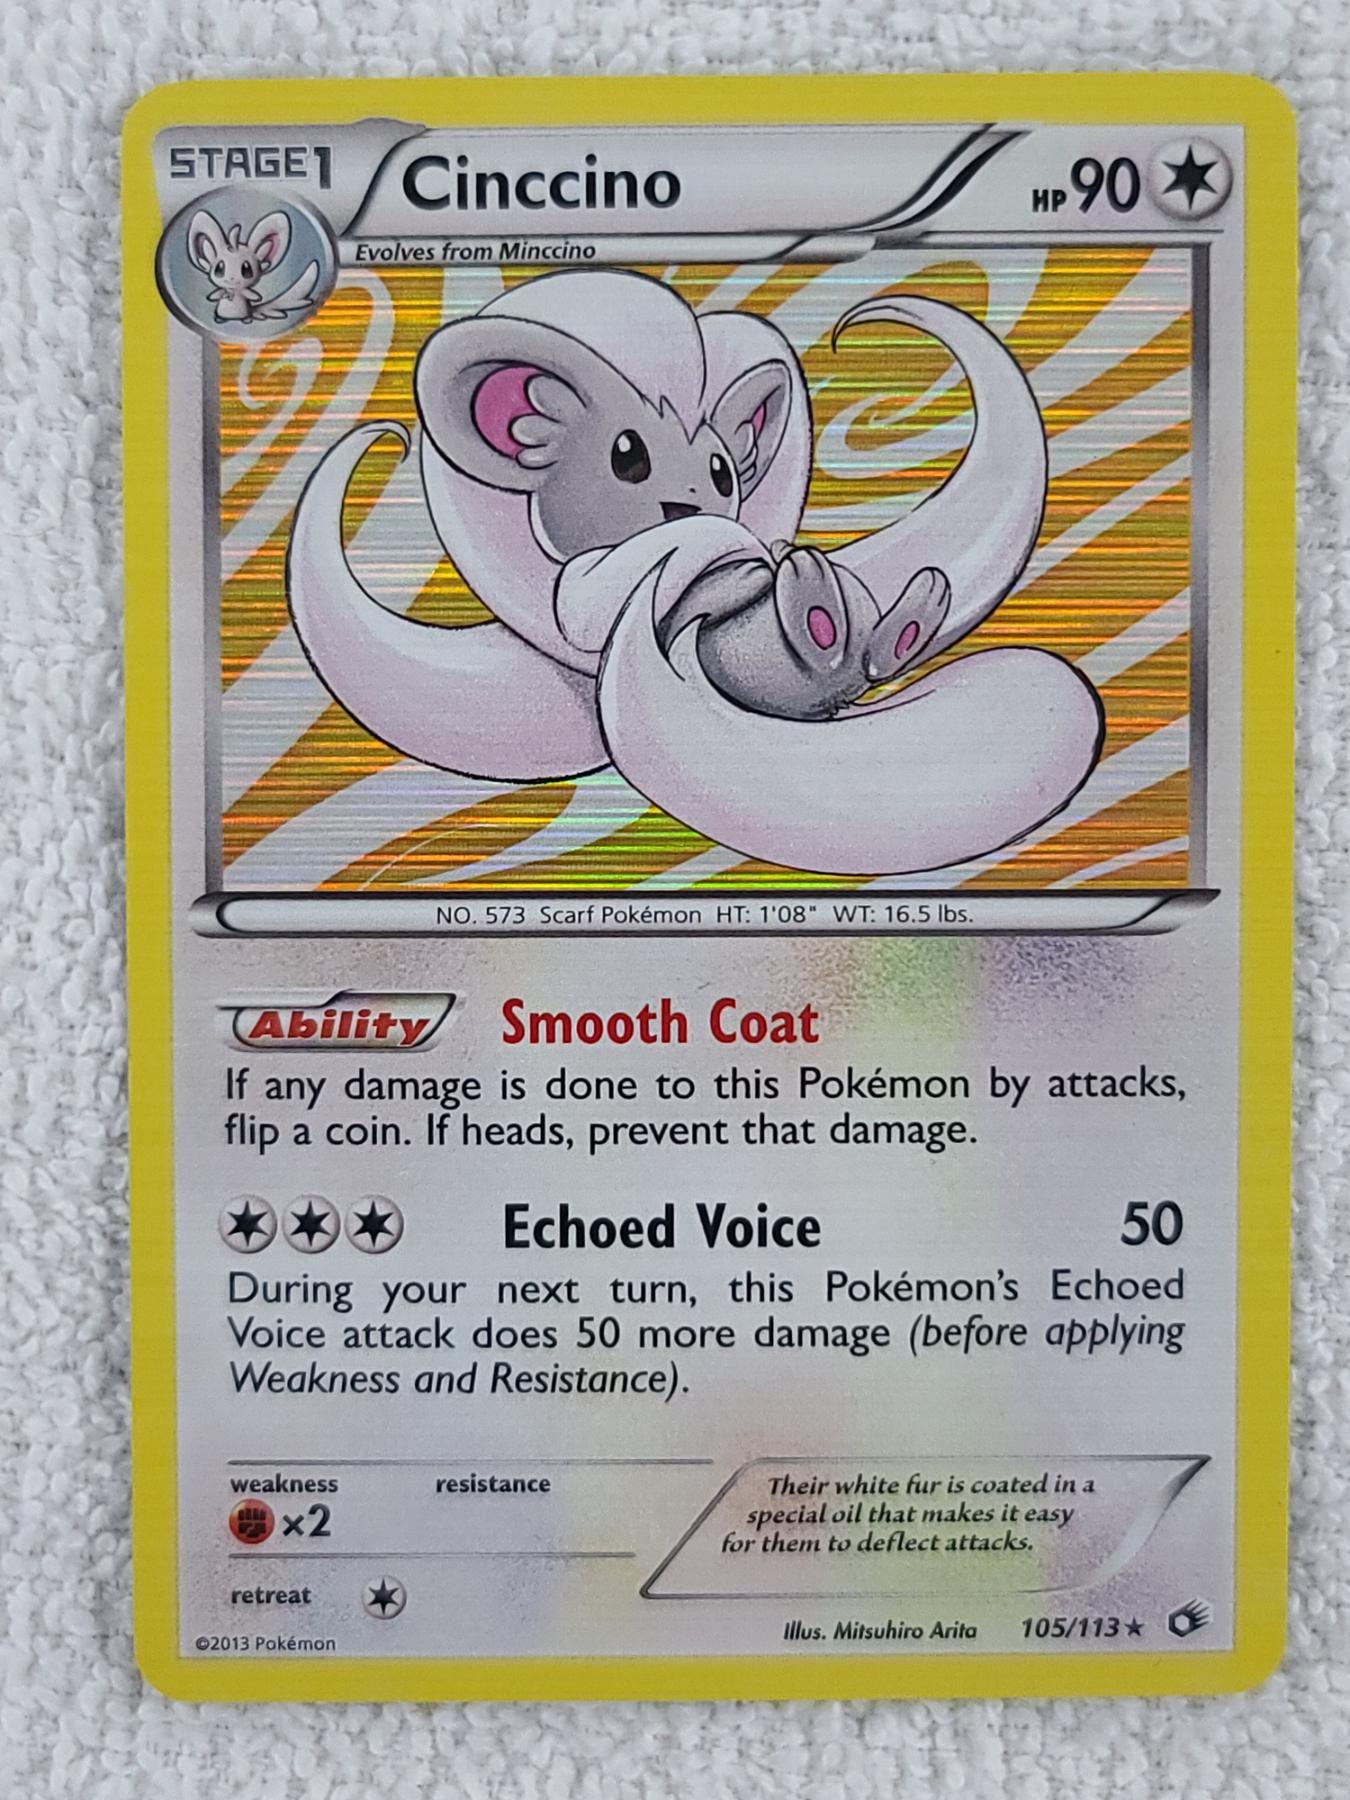 STAGE1
Cinccino
HP90
Evolves from Minccino
NO. 573 Scarf Pokémon HT: 1'08" WT: 16.5 lbs.
Ability Smooth Coat
If any damage is done to this Pokémon by attacks,
flip a coin. If heads, prevent that damage.
Echoed Voice 50
During your next turn, this Pokémon's Echoed
Voice attack does 50 more damage (before applying
Weakness and Resistance).
weakness resistance
×2
retreat
Their white fur is coated in a
special oil that makes it easy
for them to deflect attacks.
Illus. Mitsuhiro Arita 105/113★
©2013 Pokémon